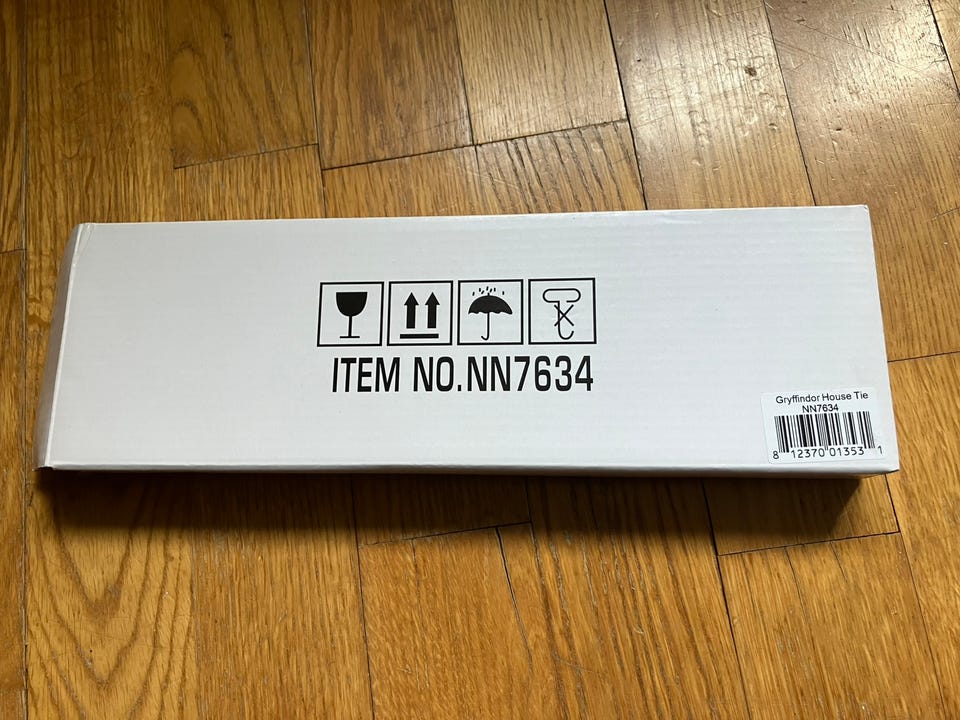 ITEM NO.NN7634
Gryffindor House Tie
NN7634
8 12370 01353 1